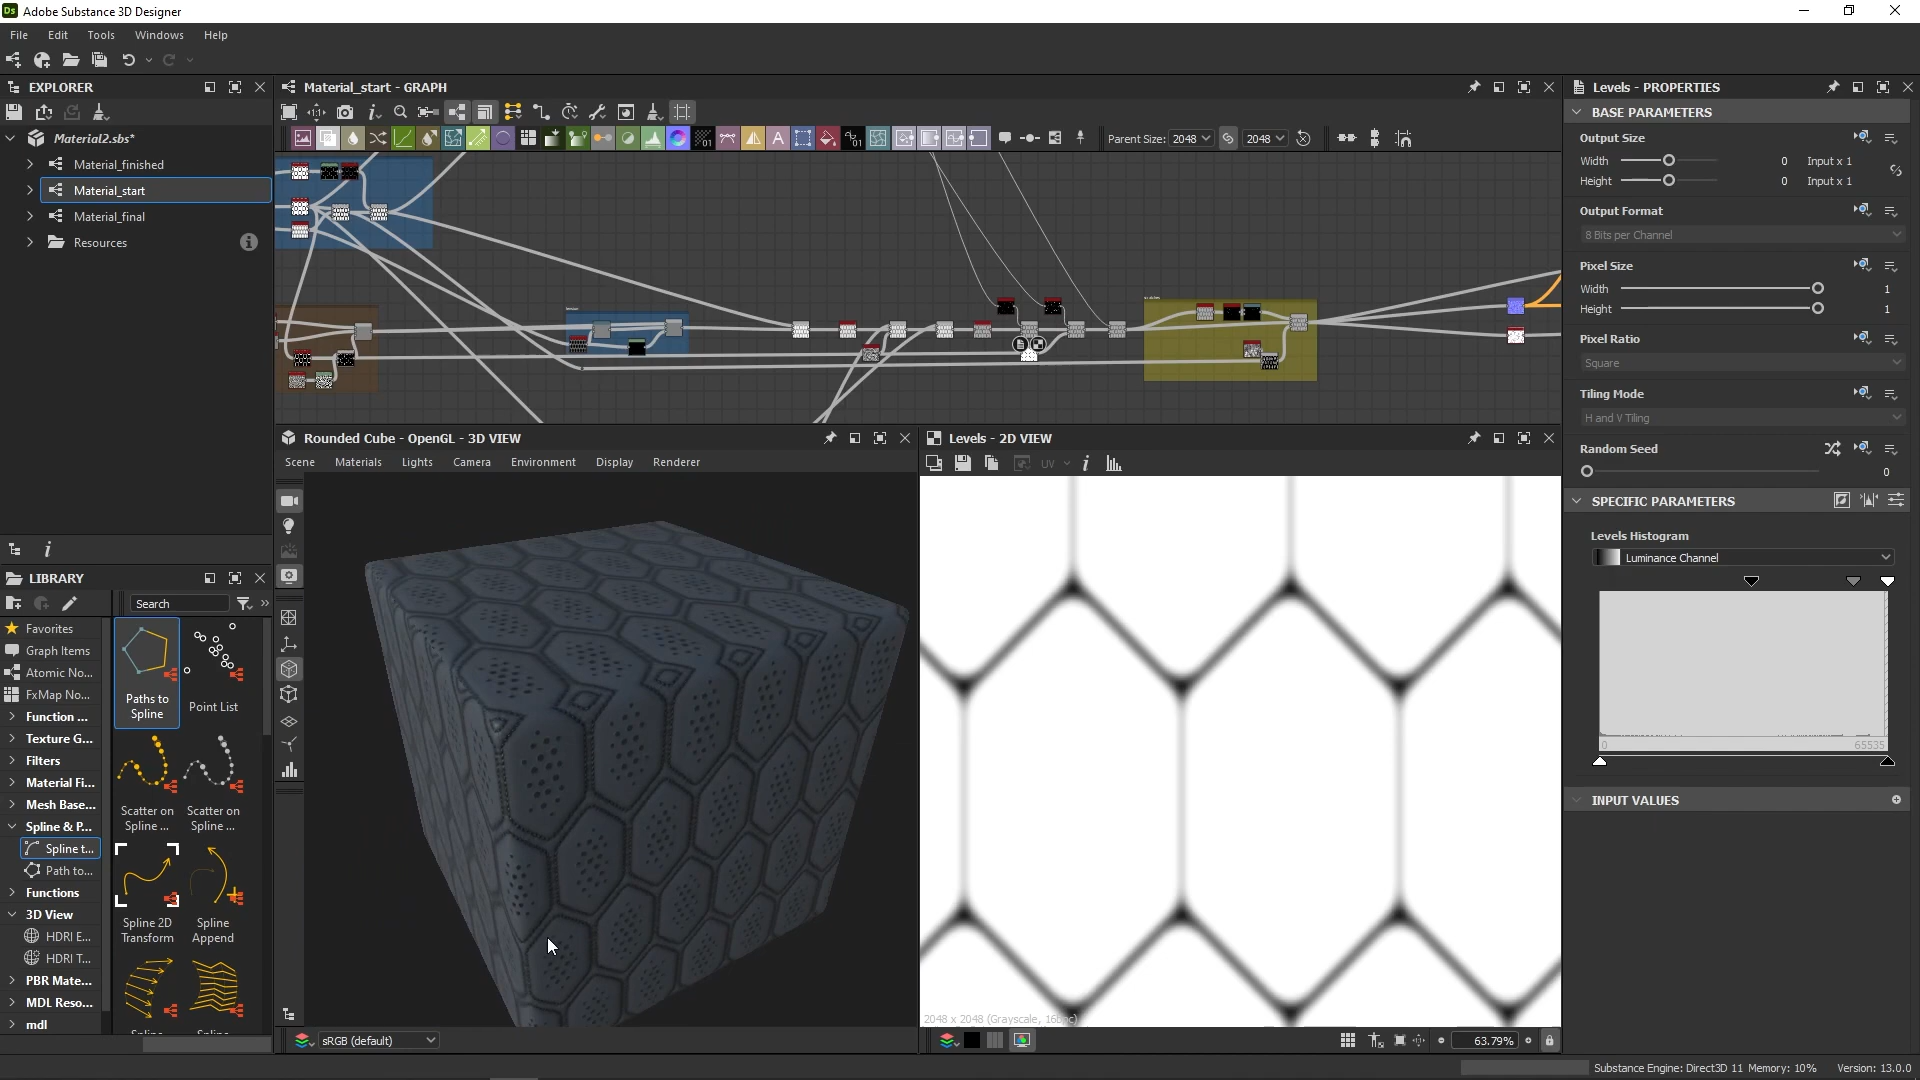 Ds Adobe Substance 3D Designer
File Edit Tools Windows Help
EXPLORER
Material2.sbs*
Material_finished
Material_start
Material_final
Resources
LIBRARY
Search
Favorites
Graph Items
Atomic No...
FxMap No...
Function ...
Texture G...
Filters
Material Fi...
Mesh Base...
Spline & P...
Spline t...
Path to...
Functions
3D View
HDRI E...
HDRI T...
PBR Mate...
MDL Reso...
mdl
Paths to
Spline
Point List
Scatter on
Spline ...
Scatter on
Spline ...
Spline 2D
Transform
Spline
Append
Material_start - GRAPH
Parent Size: 2048 2048
Rounded Cube - OpenGL - 3D VIEW
Scene Materials Lights Camera Environment Display Renderer
sRGB (default)
Levels - 2D VIEW
UV
2048 x 2048 (Grayscale, 16bpc)
63.79%
Levels - PROPERTIES
BASE PARAMETERS
Output Size
Width 0 Input x 1
Height 0 Input x 1
Output Format
8 Bits per Channel
Pixel Size
Width 1
Height 1
Pixel Ratio
Square
Tiling Mode
H and V Tiling
Random Seed
0
SPECIFIC PARAMETERS
Levels Histogram
Luminance Channel
0 65535
INPUT VALUES
Substance Engine: Direct3D 11 Memory: 10% Version: 13.0.0